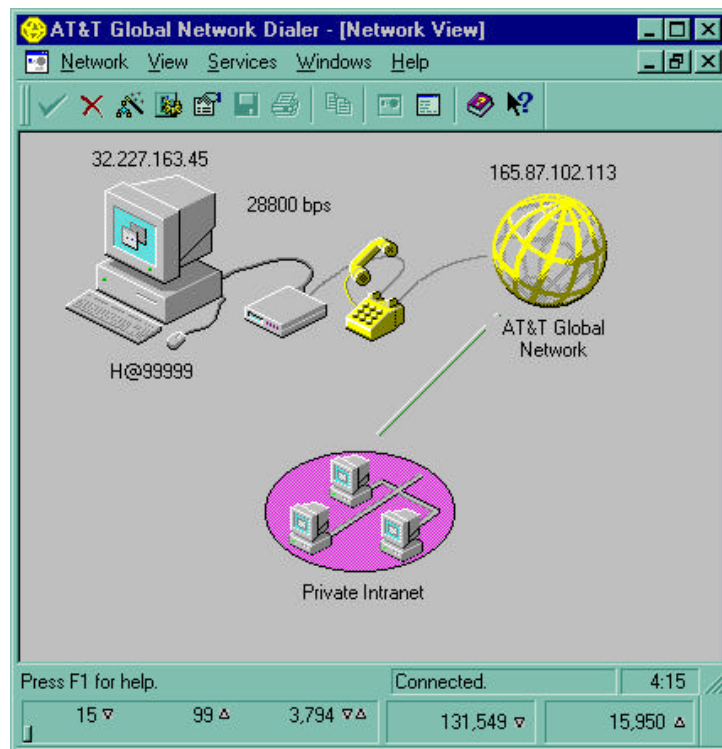 AT&T Global Network Dialer - [Network View]
Network View Services Windows Help
32.227.163.45
165.87.102.113
28800 bps
AT&T Global
Network
H@99999
Private Intranet
Press F1 for help. Connected. 4:15
15 99 3,794 131,549 15,950